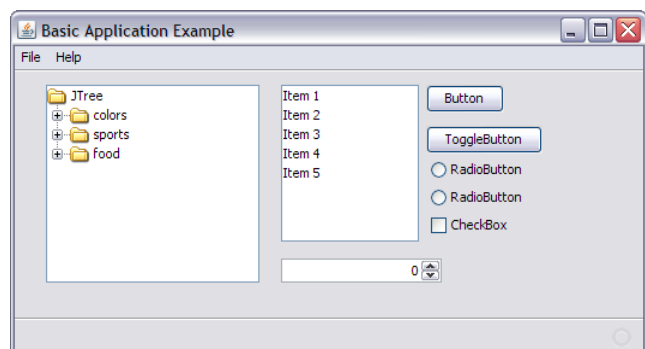 Basic Application Example
File Help
JTree
colors
sports
food
Item 1
Item 2
Item 3
Item 4
Item 5
0
Button
ToggleButton
RadioButton
RadioButton
CheckBox